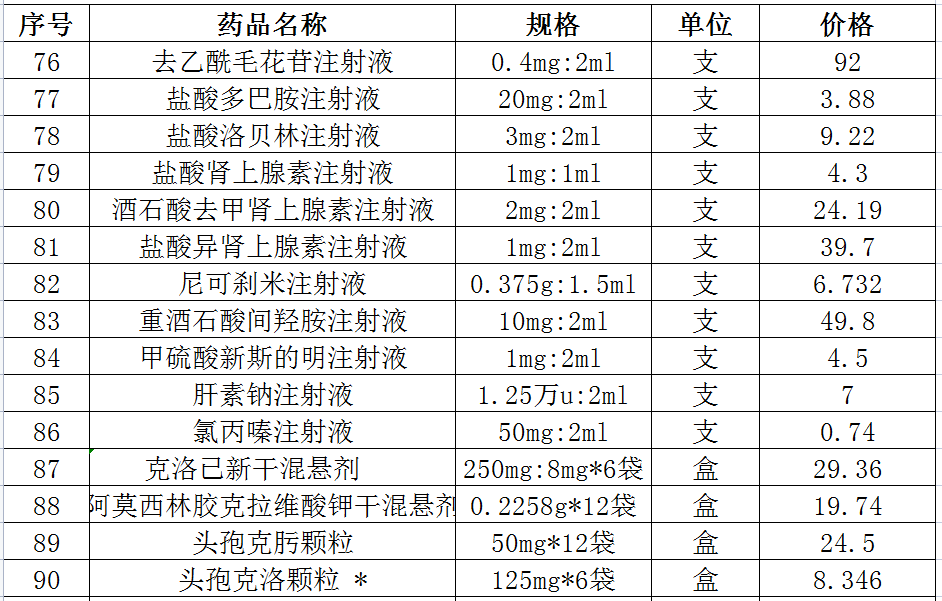 序号 药品名称 规格 单位 价格
76 去乙酰毛花苷注射液 0.4mg:2ml 支 92
77 盐酸多巴胺注射液 20mg:2ml 支 3.88
78 盐酸洛贝林注射液 3mg:2ml 支 9.22
79 盐酸肾上腺素注射液 1mg:1ml 支 4.3
80 酒石酸去甲肾上腺素注射液 2mg:2ml 支 24.19
81 盐酸异肾上腺素注射液 1mg:2ml 支 39.7
82 尼可刹米注射液 0.375g:1.5ml 支 6.732
83 重酒石酸间羟胺注射液 10mg:2ml 支 49.8
84 甲硫酸新斯的明注射液 1mg:2ml 支 4.5
85 肝素钠注射液 1.25万u:2ml 支 7
86 氯丙嗪注射液 50mg:2ml 支 0.74
87 克洛已新干混悬剂 250mg:8mg*6袋 盒 29.36
88 阿莫西林胶克拉维酸钾干混悬剂 0.2258g*12袋 盒 19.74
89 头孢克肟颗粒 50mg*12袋 盒 24.5
90 头孢克洛颗粒 * 125mg*6袋 盒 8.346